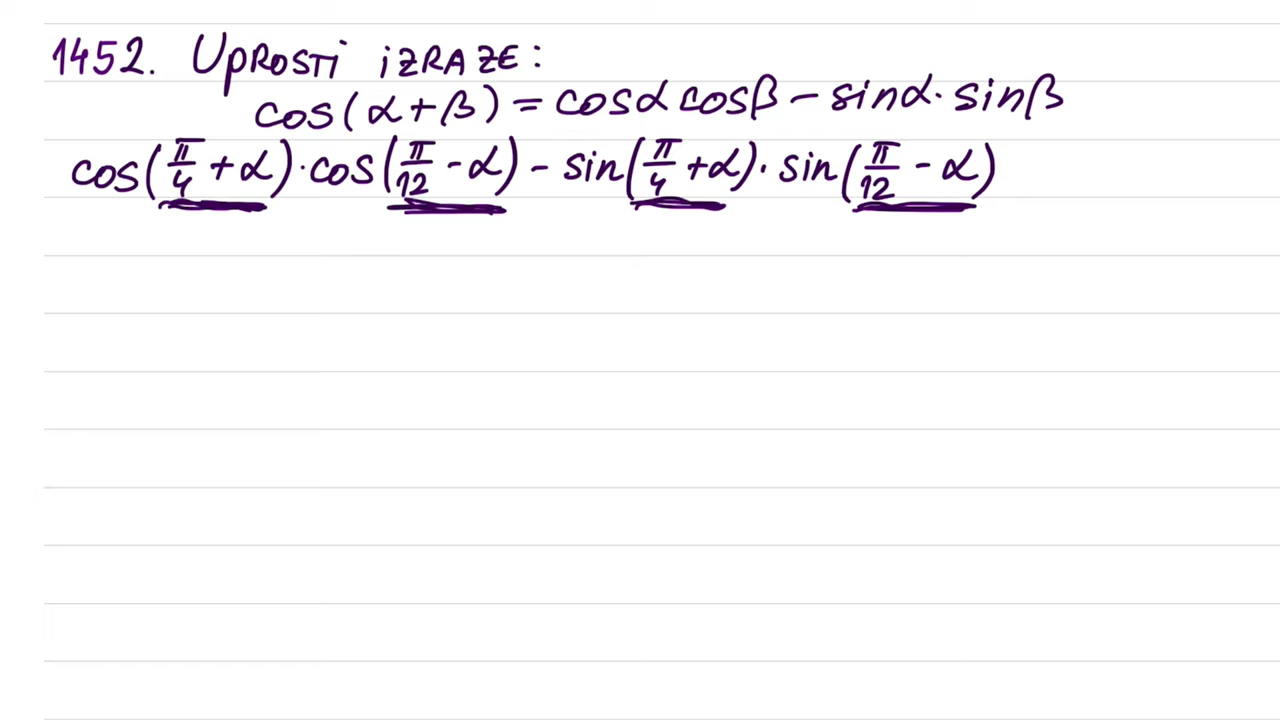 1452. UPROSTI iZRAZE:
cos(α+β) = cosα cosβ - sinα · sinβ
cos(π/4 + α) · cos(π/12 - α) - sin(π/4 + α) · sin(π/12 - α)